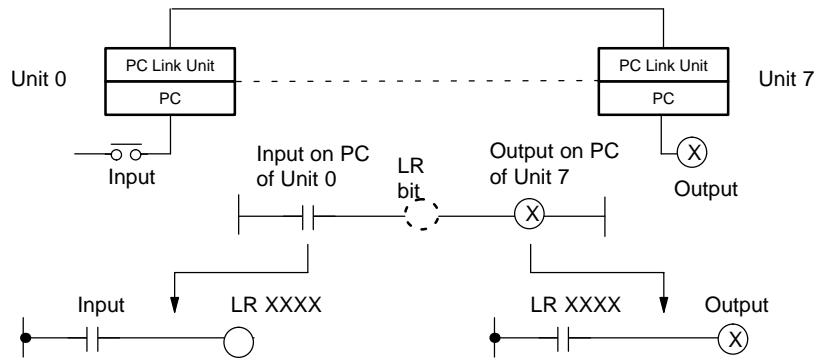 PC Link Unit
PC Link Unit
Unit 0
Unit 7
PC
PC
X
Input
Output
Input on PC
of Unit 0
LR
bit
Output on PC
of Unit 7
X
Input
LR XXXX
LR XXXX
Output
X